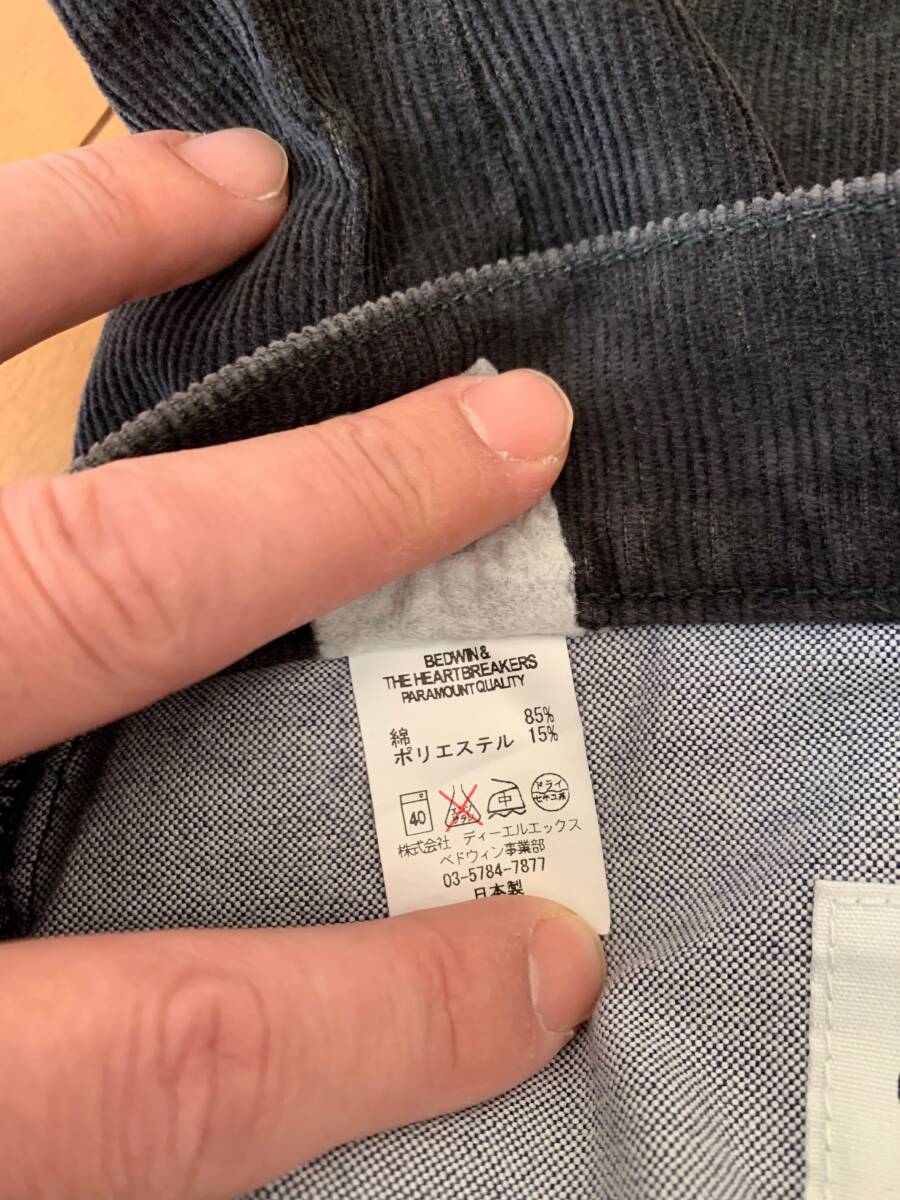 BEDWIN &
THE HEARTBREAKERS
PARAMOUNT QUALITY
綿 85%
ポリエステル 15%
40 中 ドライ
セキユ系
株式会社 ディーエルエックス
ベドウィン事業部
03-5784-7877
日本製